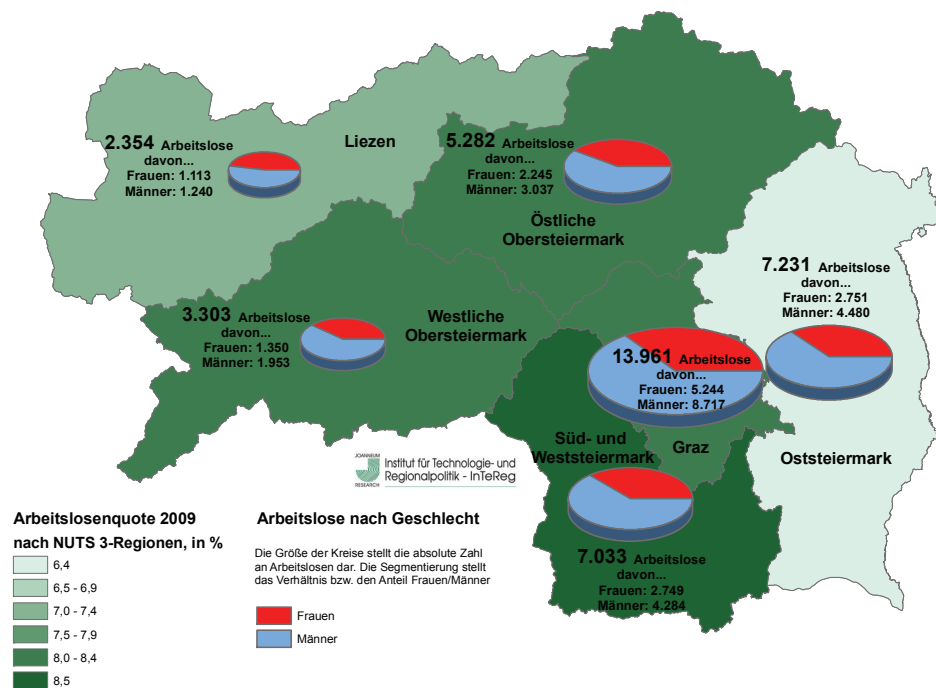 2.354 Arbeitslose
davon...
Frauen: 1.113
Männer: 1.240
Liezen
5.282 Arbeitslose
davon...
Frauen: 2.245
Männer: 3.037
Östliche
Obersteiermark
7.231 Arbeitslose
davon...
Frauen: 2.751
Männer: 4.480
3.303 Arbeitslose
davon...
Frauen: 1.350
Männer: 1.953
Westliche
Obersteiermark
13.961 Arbeitslose
davon...
Frauen: 5.244
Männer: 8.717
Süd- und
Weststeiermark
Graz
Oststeiermark
JOANNEUM
RESEARCH
Institut für Technologie- und
Regionalpolitik - InTeReg
7.033 Arbeitslose
davon...
Frauen: 2.749
Männer: 4.284
Arbeitslosenquote 2009
nach NUTS 3-Regionen, in %
6,4
6,5 - 6,9
7,0 - 7,4
7,5 - 7,9
8,0 - 8,4
8,5
Arbeitslose nach Geschlecht
Die Größe der Kreise stellt die absolute Zahl
an Arbeitslosen dar. Die Segmentierung stellt
das Verhältnis bzw. den Anteil Frauen/Männer
Frauen
Männer